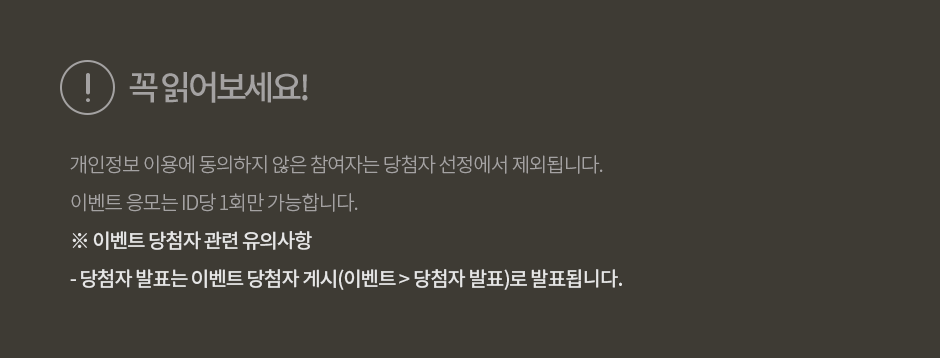 ! 꼭 읽어보세요!
개인정보 이용에 동의하지 않은 참여자는 당첨자 선정에서 제외됩니다.
이벤트 응모는 ID당 1회만 가능합니다.
※ 이벤트 당첨자 관련 유의사항
- 당첨자 발표는 이벤트 당첨자 게시(이벤트 > 당첨자 발표)로 발표됩니다.